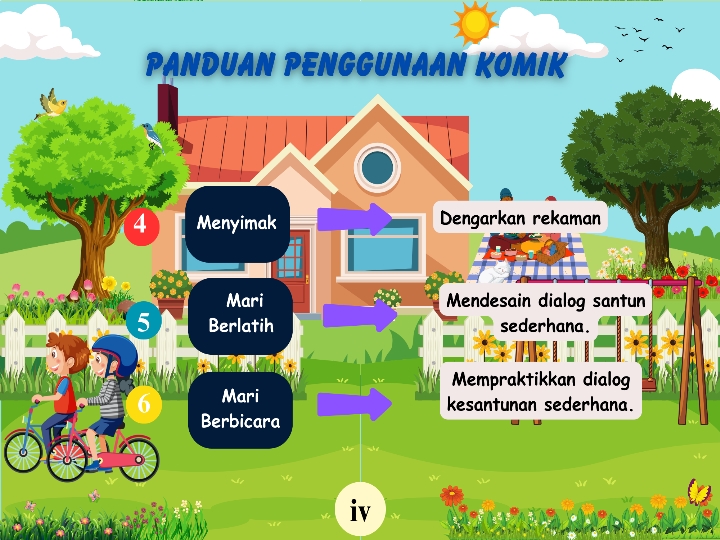 PANDUAN PENGGUNAAN KOMIK
4
Menyimak
Dengarkan rekaman
5
Mari
Berlatih
Mendesain dialog santun
sederhana.
6
Mari
Berbicara
Mempraktikkan dialog
kesantunan sederhana.
iv